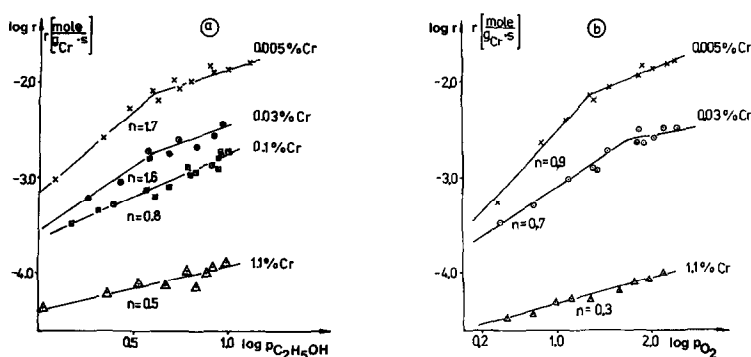 log r
r [mole / gCr · s]
ⓐ
0.005%Cr
-2,0
0.03%Cr
n=1.7
0.1% Cr
-3,0
n=1.6
n=0.8
-4.0
1.1% Cr
n=0.5
0.5
1.0
log pC2H5OH
log r
r [mole / gCr · s]
ⓑ
0.005%Cr
-2,0
0.03%Cr
n=0.9
-3.0
n=0.7
1,1%Cr
-4,0
n=0,3
0.2
1.0
2.0
log pO2